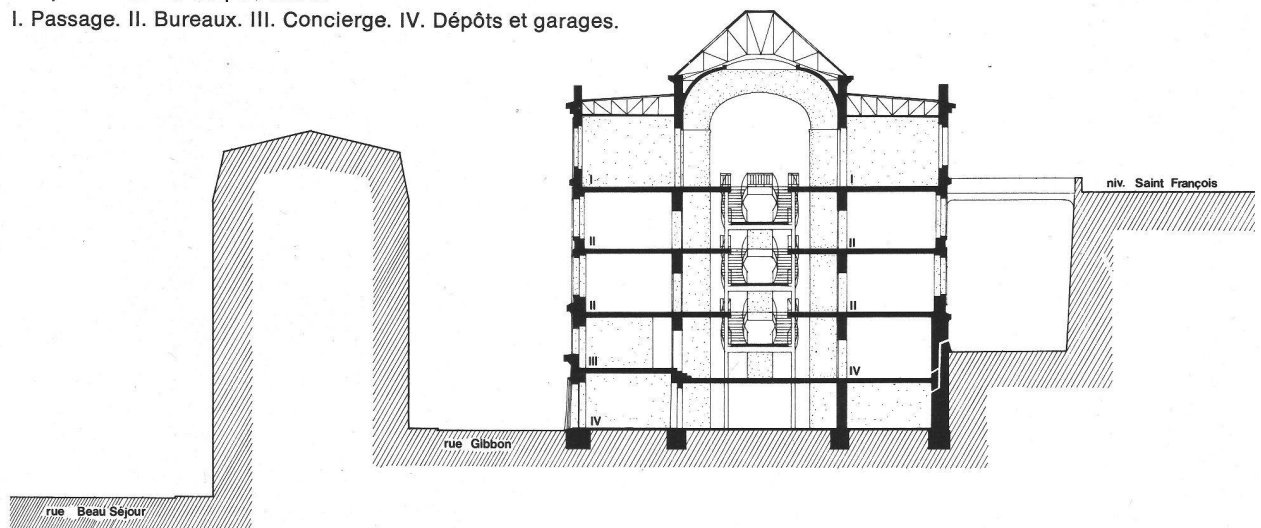 I. Passage. II. Bureaux. III. Concierge. IV. Dépôts et garages.
I I
niv. Saint François
II II
II II
III IV
IV
rue Gibbon
rue Beau Séjour